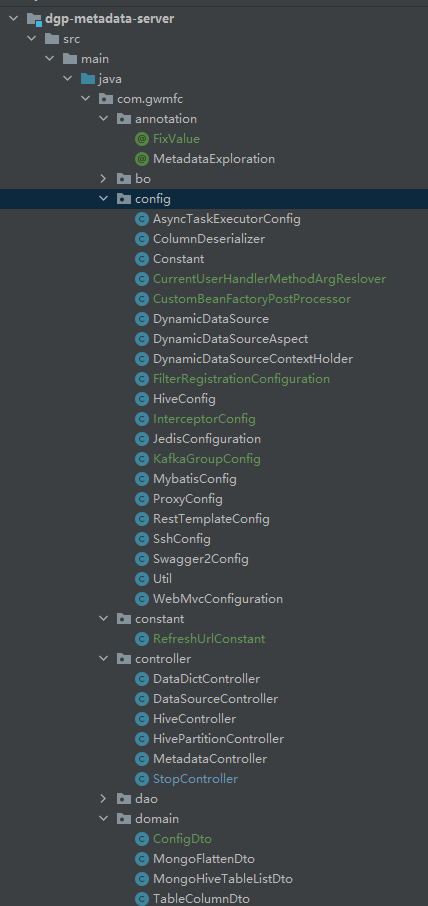 dgp-metadata-server
src
main
java
com.gwmfc
annotation
FixValue
MetadataExploration
bo
config
AsyncTaskExecutorConfig
ColumnDeserializer
Constant
CurrentUserHandlerMethodArgReslover
CustomBeanFactoryPostProcessor
DynamicDataSource
DynamicDataSourceAspect
DynamicDataSourceContextHolder
FilterRegistrationConfiguration
HiveConfig
InterceptorConfig
JedisConfiguration
KafkaGroupConfig
MybatisConfig
ProxyConfig
RestTemplateConfig
SshConfig
Swagger2Config
Util
WebMvcConfiguration
constant
RefreshUrlConstant
controller
DataDictController
DataSourceController
HiveController
HivePartitionController
MetadataController
StopController
dao
domain
ConfigDto
MongoFlattenDto
MongoHiveTableListDto
TableColumnDto